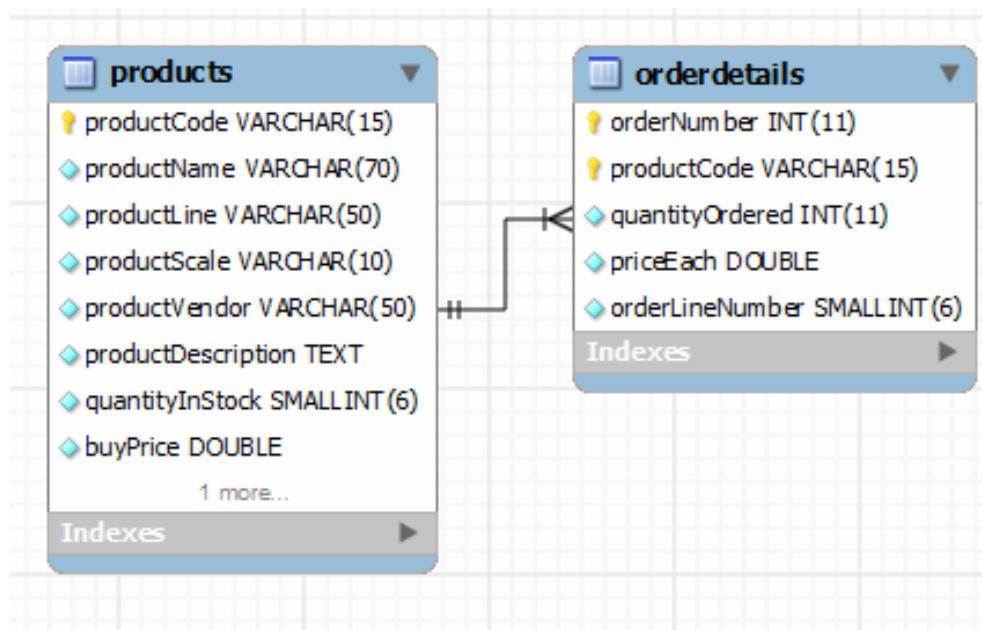 products
productCode VARCHAR(15)
productName VARCHAR(70)
productLine VARCHAR(50)
productScale VARCHAR(10)
productVendor VARCHAR(50)
productDescription TEXT
quantityInStock SMALLINT(6)
buyPrice DOUBLE
1 more...
Indexes
orderdetails
orderNumber INT(11)
productCode VARCHAR(15)
quantityOrdered INT(11)
priceEach DOUBLE
orderLineNumber SMALLINT(6)
Indexes